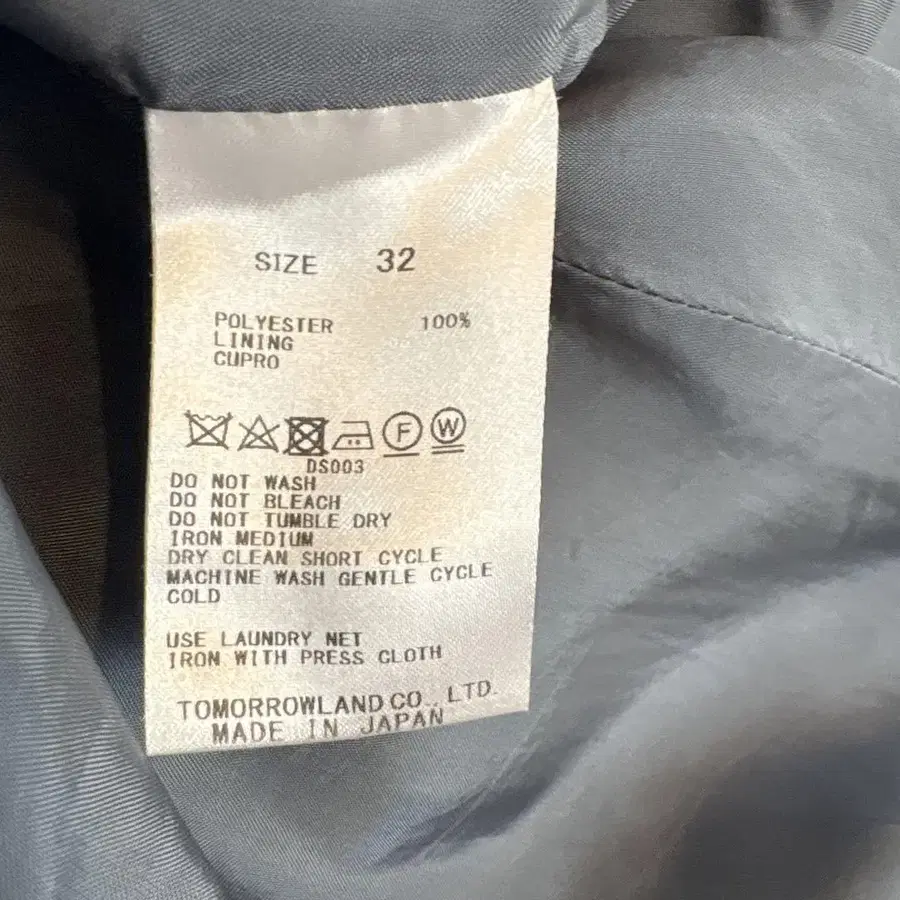 SIZE 32
POLYESTER 100%
LINING
CUPRO
F W
DS003
DO NOT WASH
DO NOT BLEACH
DO NOT TUMBLE DRY
IRON MEDIUM
DRY CLEAN SHORT CYCLE
MACHINE WASH GENTLE CYCLE
COLD
USE LAUNDRY NET
IRON WITH PRESS CLOTH
TOMORROWLAND CO., LTD.
MADE IN JAPAN